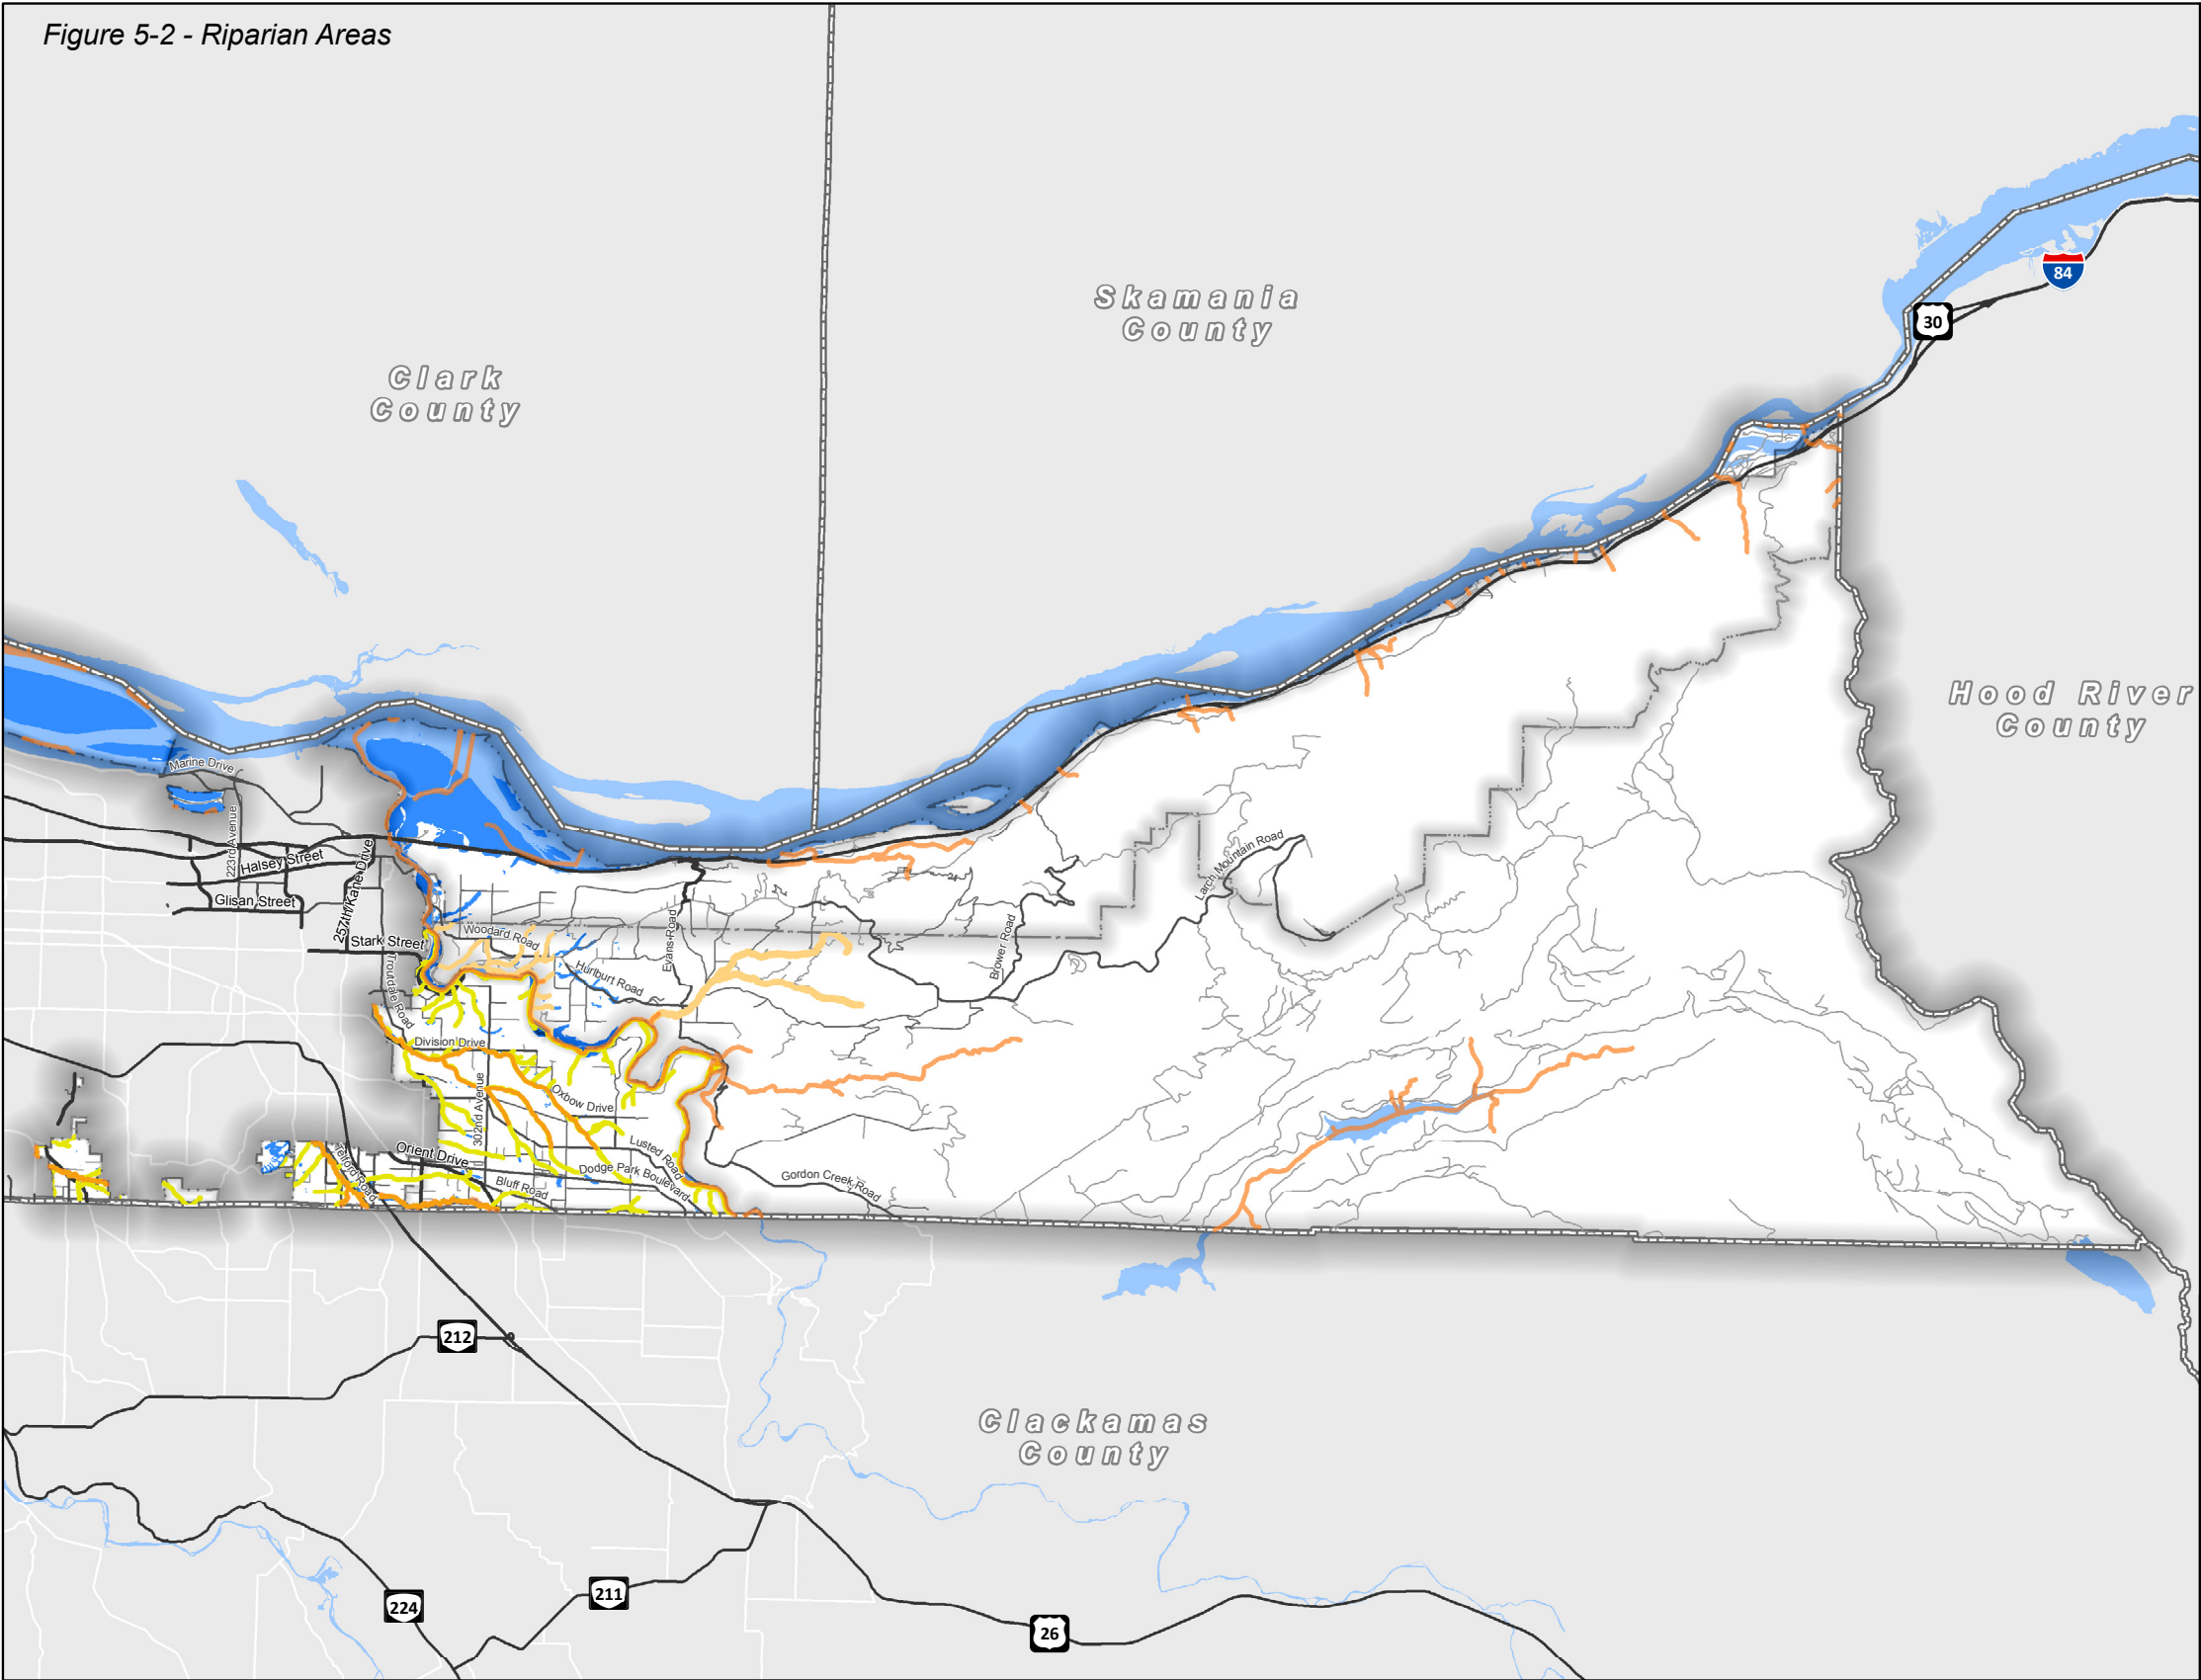 Figure 5-2 - Riparian Areas
84
Skamania
County
30
Clark
County
Hood River
County
Marine Drive
223rd Avenue
Halsey Street
257th/Kane Drive
Larch Mountain Road
Glisan Street
Stark Street
Woodard Road
Evans Road
Brower Road
Hurlburt Road
Troutdale Road
Division Drive
302nd Avenue
Oxbow Drive
Orient Drive
Lusted Road
Telford Road
Dodge Park Boulevard
Gordon Creek Road
Bluff Road
212
Clackamas
County
211
224
26